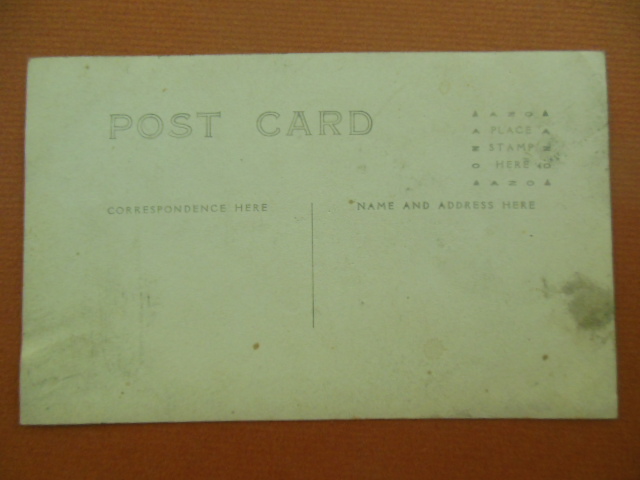 POST CARD
▲ A Z O ▲
A PLACE A
Z STAMP Z
O HERE O
▲ A Z O ▲
CORRESPONDENCE HERE
NAME AND ADDRESS HERE